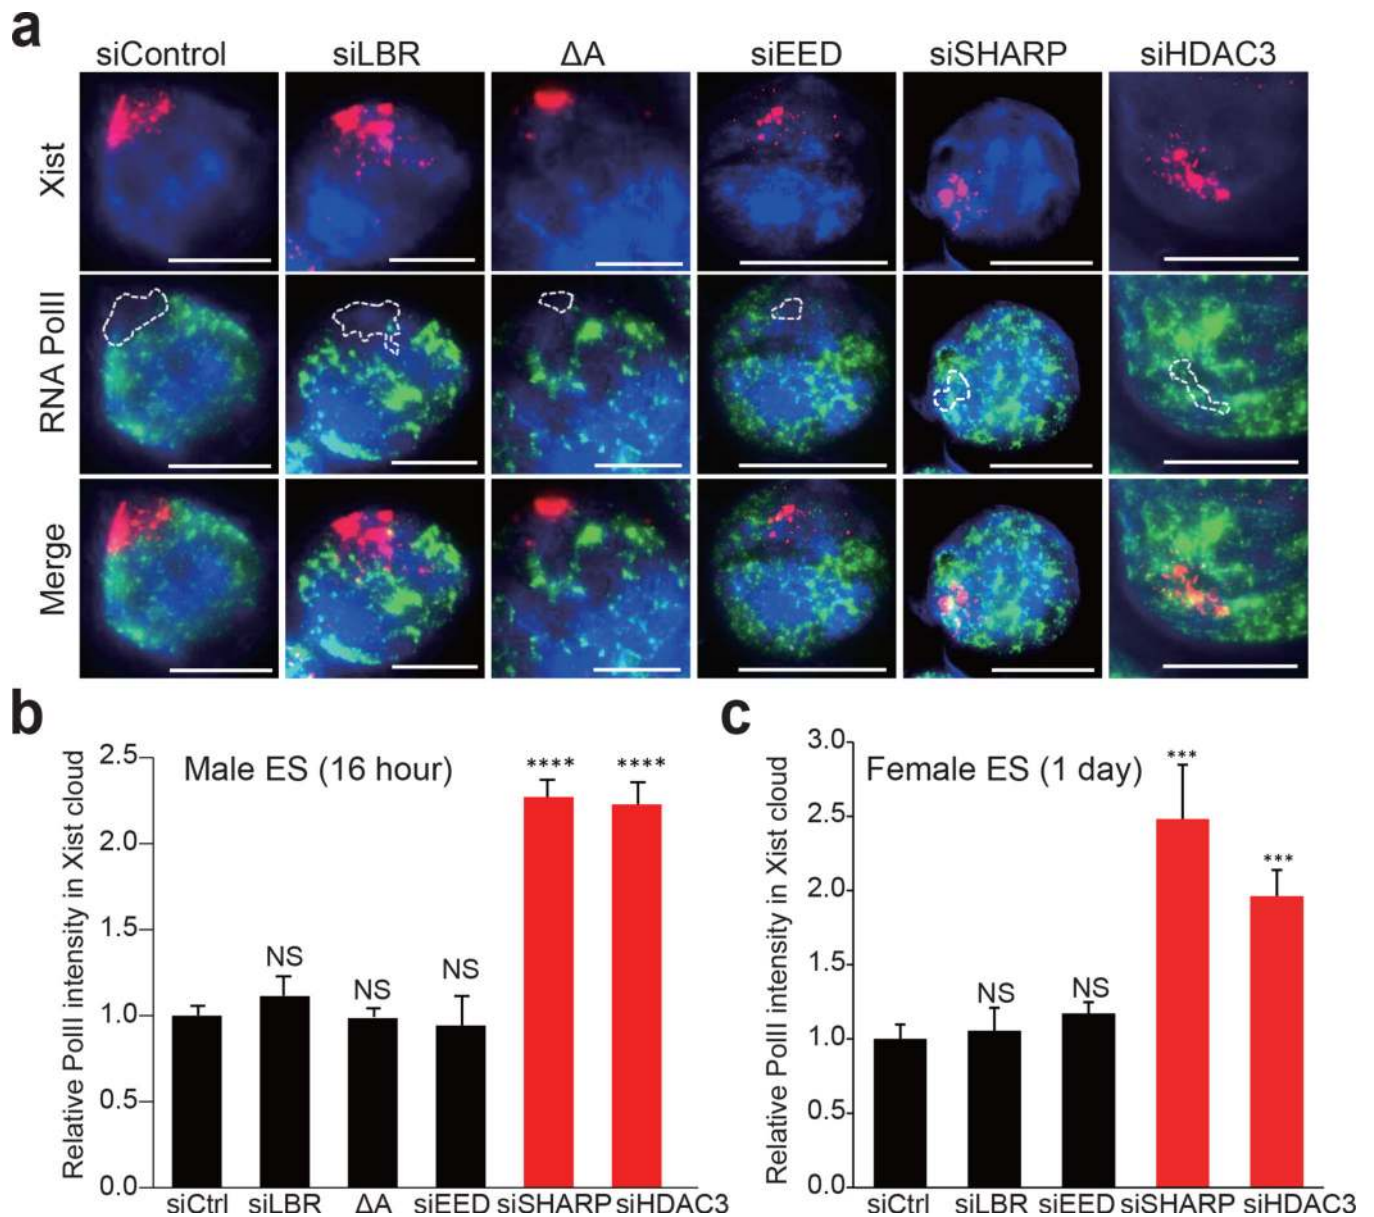 a
siControl siLBR ΔA siEED siSHARP siHDAC3
Xist
RNA PolII
Merge
b
Relative PolII intensity in Xist cloud
Male ES (16 hour)
2.5
2.0
1.5
1.0
0.5
0.0
NS NS NS **** ****
siCtrl siLBR ΔA siEED siSHARP siHDAC3
c
Relative PolII intensity in Xist cloud
Female ES (1 day)
3.0
2.5
2.0
1.5
1.0
0.5
0.0
NS NS *** ***
siCtrl siLBR siEED siSHARP siHDAC3